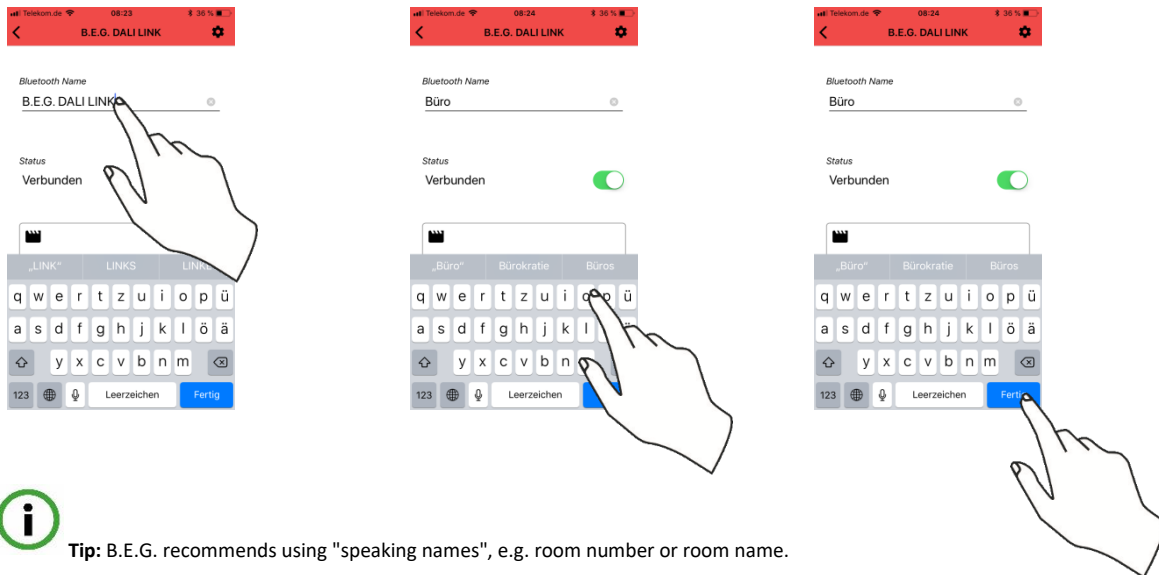 Telekom.de 08:23 36 %
B.E.G. DALI LINK
Bluetooth Name
B.E.G. DALI LINK
Status
Verbunden
„LINK“ LINKS
q w e r t z u i o p ü
a s d f g h j k l ö ä
y x c v b n m
123 Leerzeichen Fertig
Telekom.de 08:24 36 %
B.E.G. DALI LINK
Bluetooth Name
Büro
Status
Verbunden
„Büro“ Bürokratie Büros
q w e r t z u i o p ü
a s d f g h j k l
y x c v b n
123 Leerzeichen
Telekom.de 08:24 36 %
B.E.G. DALI LINK
Bluetooth Name
Büro
Status
Verbunden
„Büro“ Bürokratie Büros
q w e r t z u i o p ü
a s d f g h j k l ö ä
y x c v b n m
123 Leerzeichen
Tip: B.E.G. recommends using "speaking names", e.g. room number or room name.